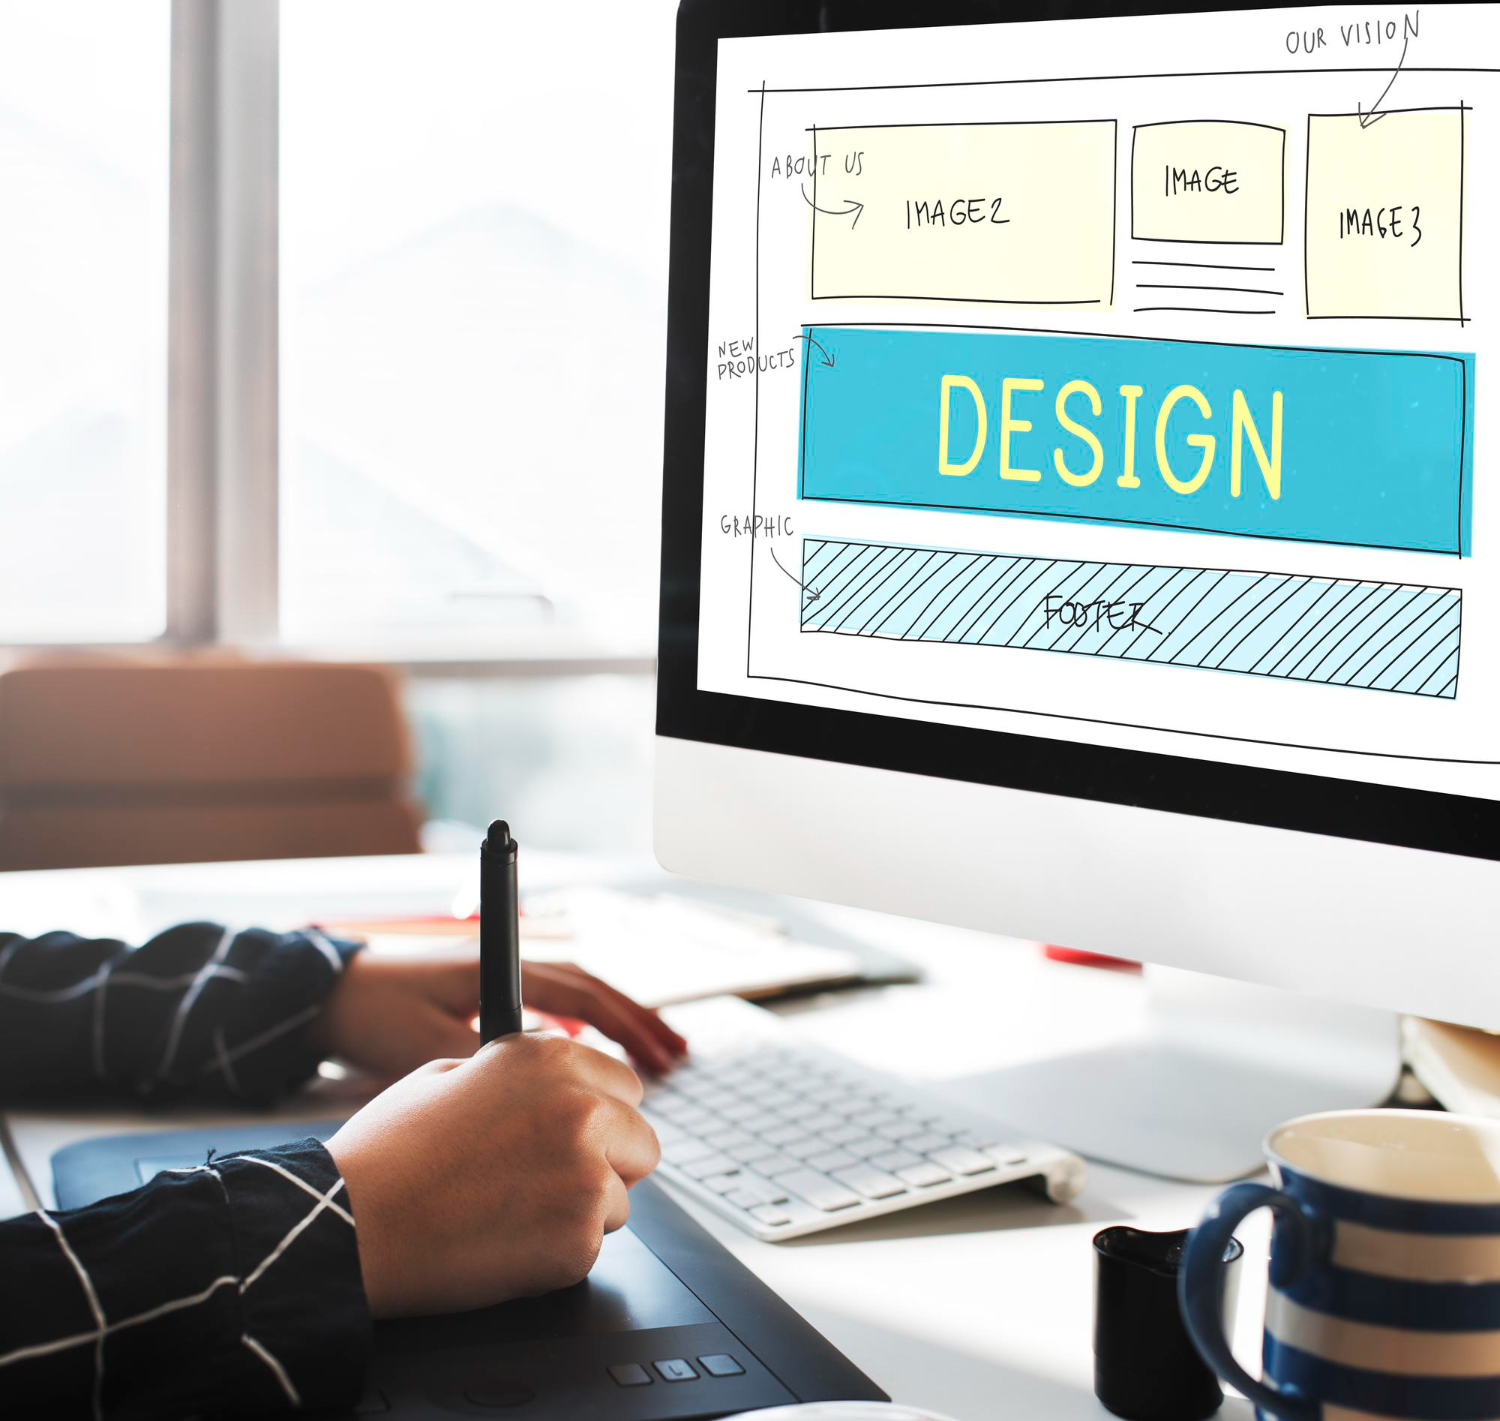 OUR VISION
ABOUT US
IMAGE2
IMAGE
IMAGE3
NEW
PRODUCTS
DESIGN
GRAPHIC
FOOTER